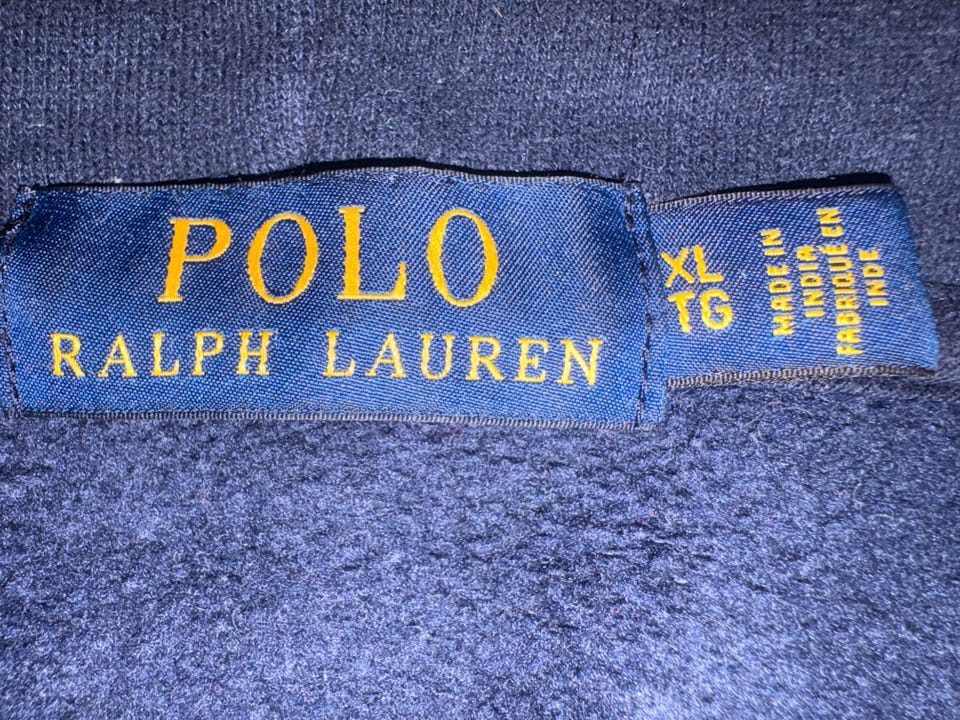 POLO
RALPH LAUREN
XL
TG
MADE IN
INDIA
FABRIQUÉ EN
INDE